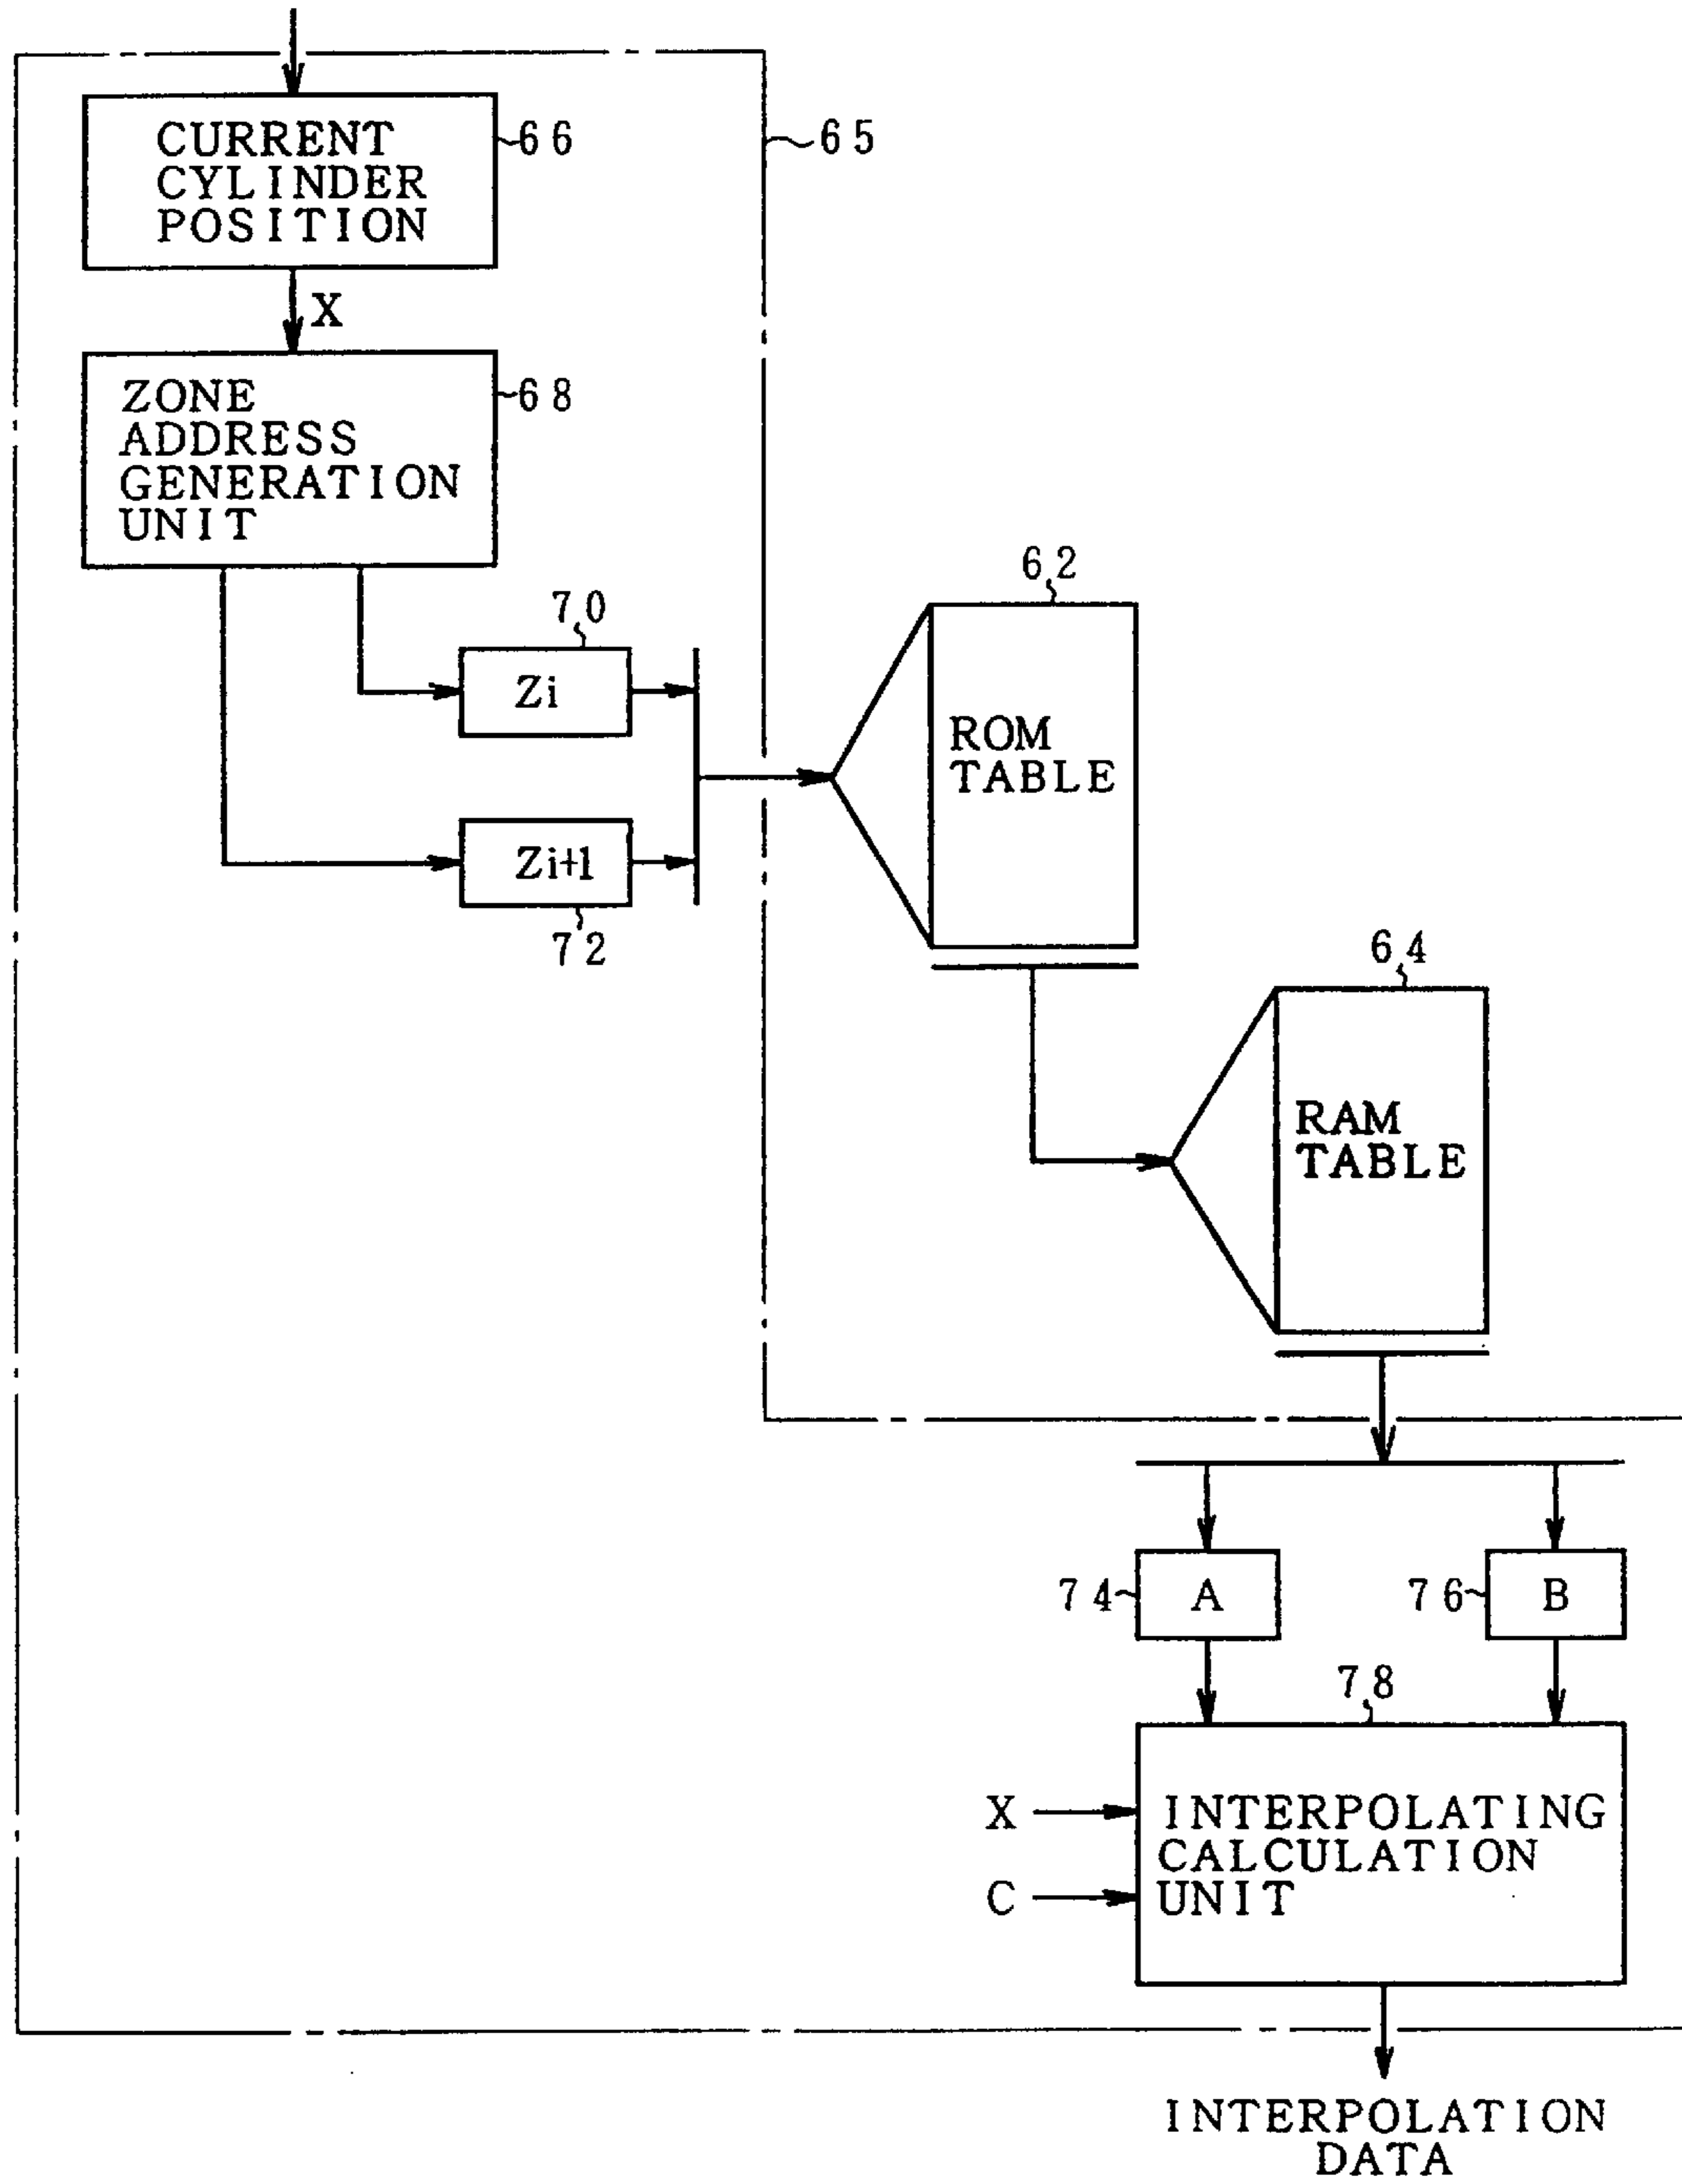 CURRENT
CYLINDER
POSITION
66
65
X
ZONE
ADDRESS
GENERATION
UNIT
68
62
70
Zi
ROM
TABLE
Zi+1
72
64
RAM
TABLE
74
A
76
B
78
X
INTERPOLATING
CALCULATION
C
UNIT
INTERPOLATION
DATA